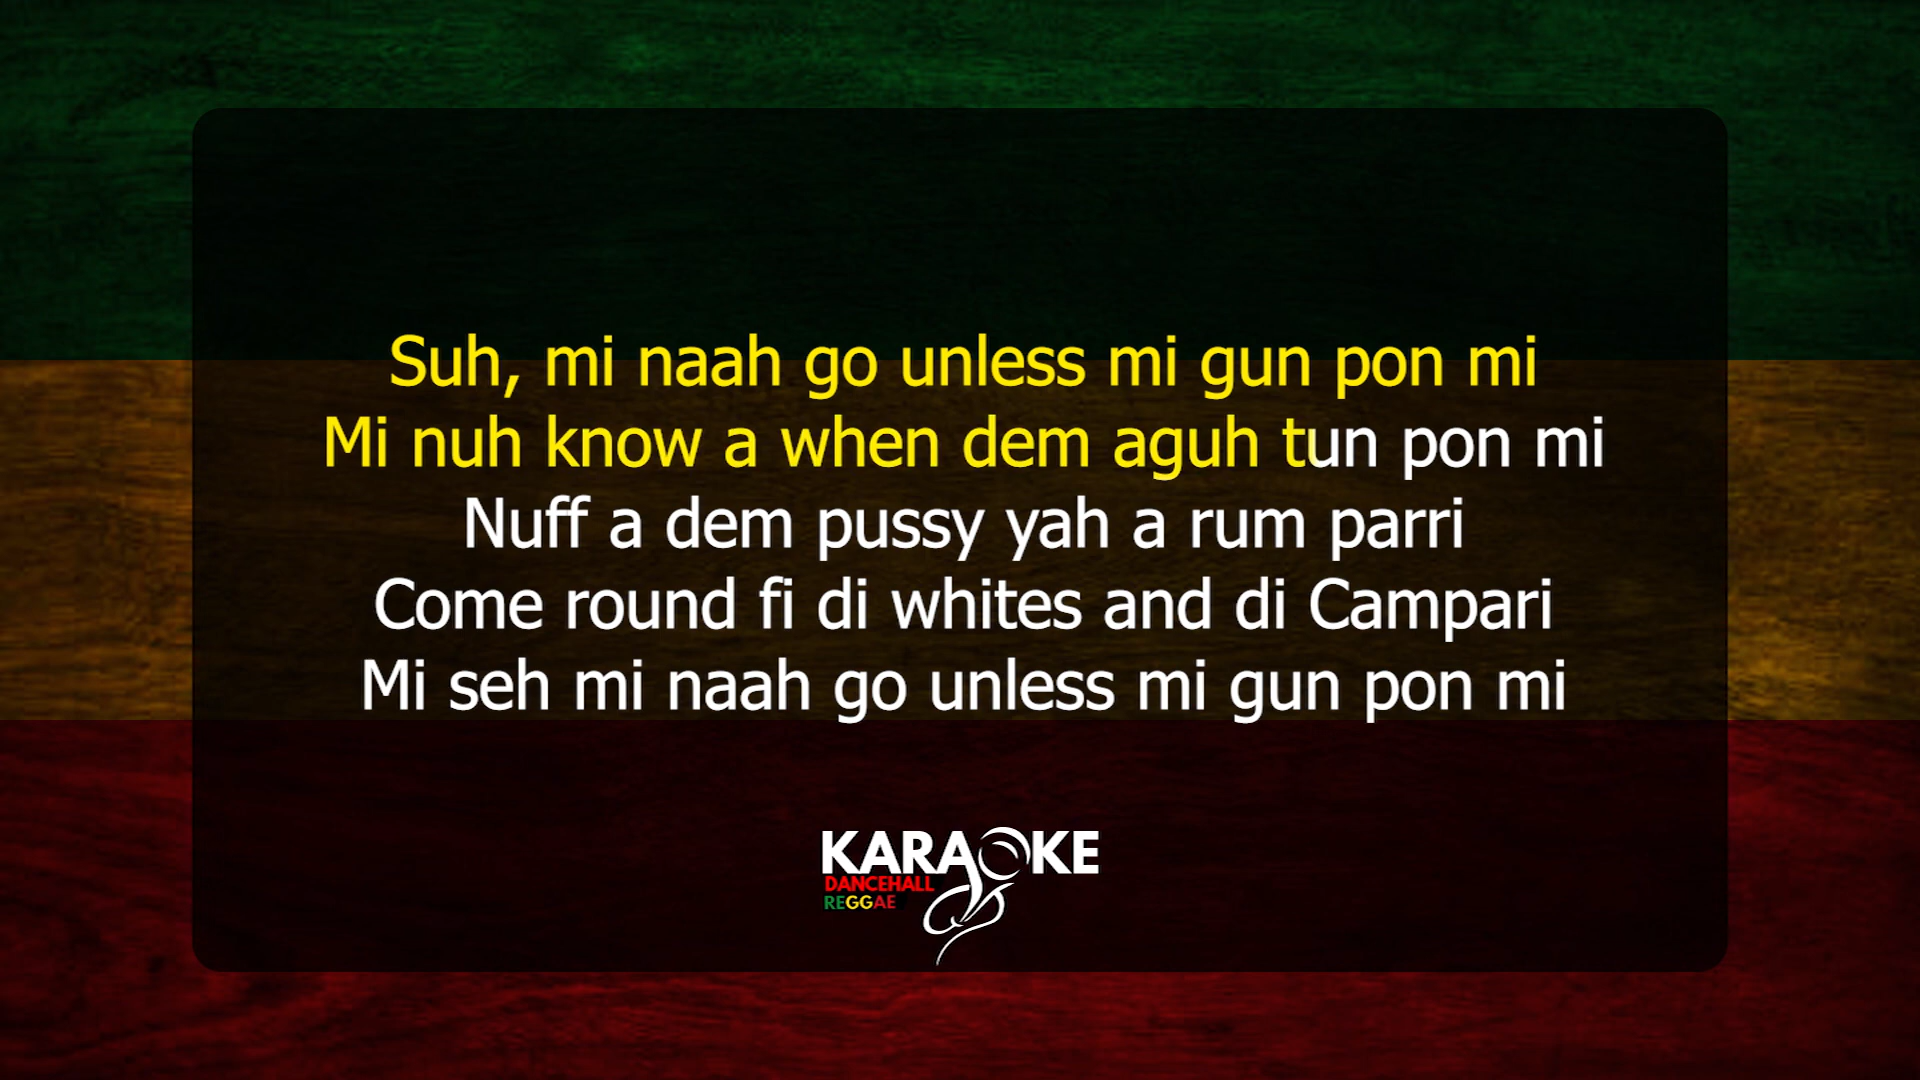 Suh, mi naah go unless mi gun pon mi
Mi nuh know a when dem aguh tun pon mi
Nuff a dem pussy yah a rum parri
Come round fi di whites and di Campari
Mi seh mi naah go unless mi gun pon mi
KARAOKE
DANCEHALL
REGGAE